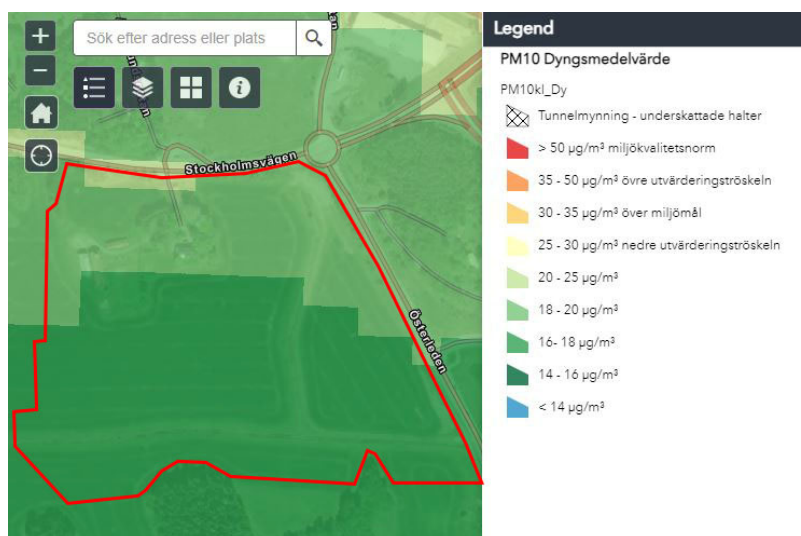 Sök efter adress eller plats
Stockholmsvägen
Österleden
Legend
PM10 Dyngsmedelvärde
PM10kl_Dy
Tunnelmynning - underskattade halter
> 50 µg/m³ miljökvalitetsnorm
35 - 50 µg/m³ övre utvärderingströskeln
30 - 35 µg/m³ över miljömål
25 - 30 µg/m³ nedre utvärderingströskeln
20 - 25 µg/m³
18 - 20 µg/m³
16- 18 µg/m³
14 - 16 µg/m³
< 14 µg/m³